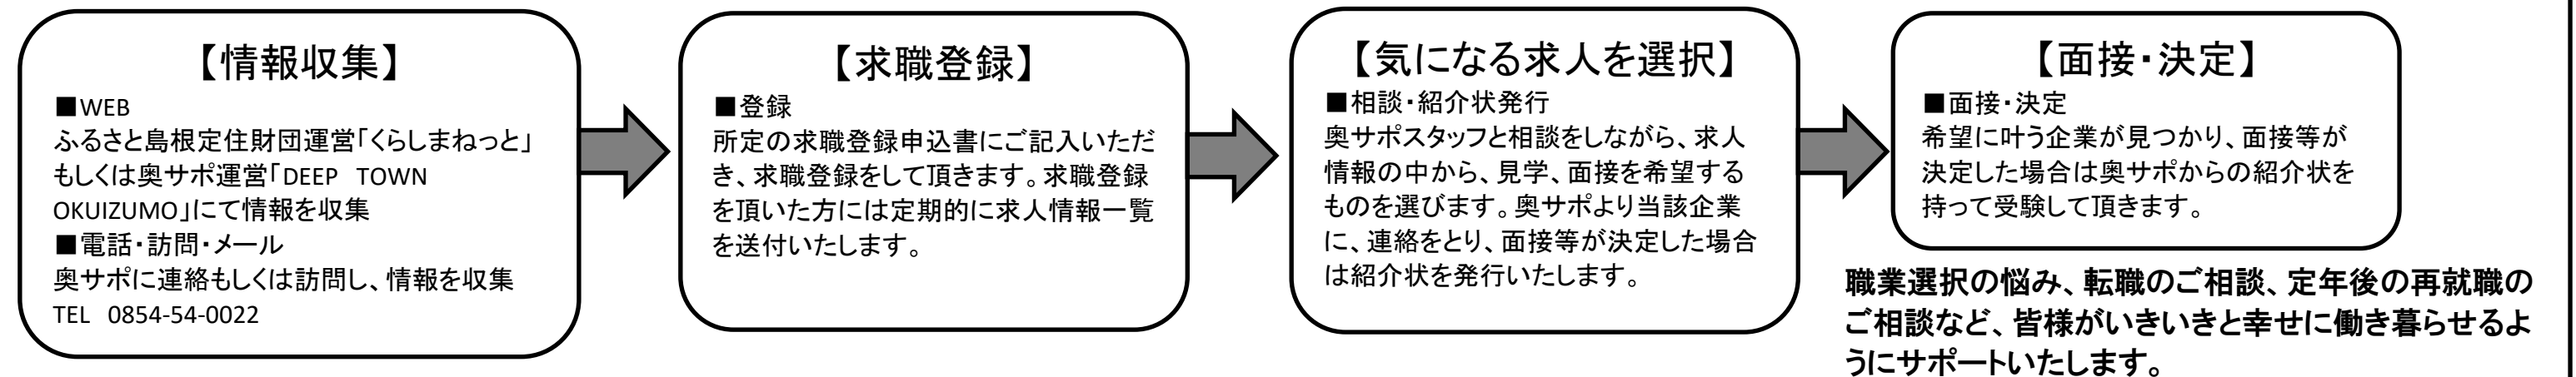 【情報収集】
■WEB
ふるさと島根定住財団運営「くらしまねっと」
もしくは奥サポ運営「DEEP　TOWN
OKUIZUMO」にて情報を収集
■電話・訪問・メール
奥サポに連絡もしくは訪問し、情報を収集
TEL　0854-54-0022
【求職登録】
■登録
所定の求職登録申込書にご記入いただ
き、求職登録をして頂きます。求職登録
を頂いた方には定期的に求人情報一覧
を送付いたします。
【気になる求人を選択】
■相談・紹介状発行
奥サポスタッフと相談をしながら、求人
情報の中から、見学、面接を希望する
ものを選びます。奥サポより当該企業
に、連絡をとり、面接等が決定した場合
は紹介状を発行いたします。
【面接・決定】
■面接・決定
希望に叶う企業が見つかり、面接等が
決定した場合は奥サポからの紹介状を
持って受験して頂きます。
職業選択の悩み、転職のご相談、定年後の再就職の
ご相談など、皆様がいきいきと幸せに働き暮らせるよ
うにサポートいたします。